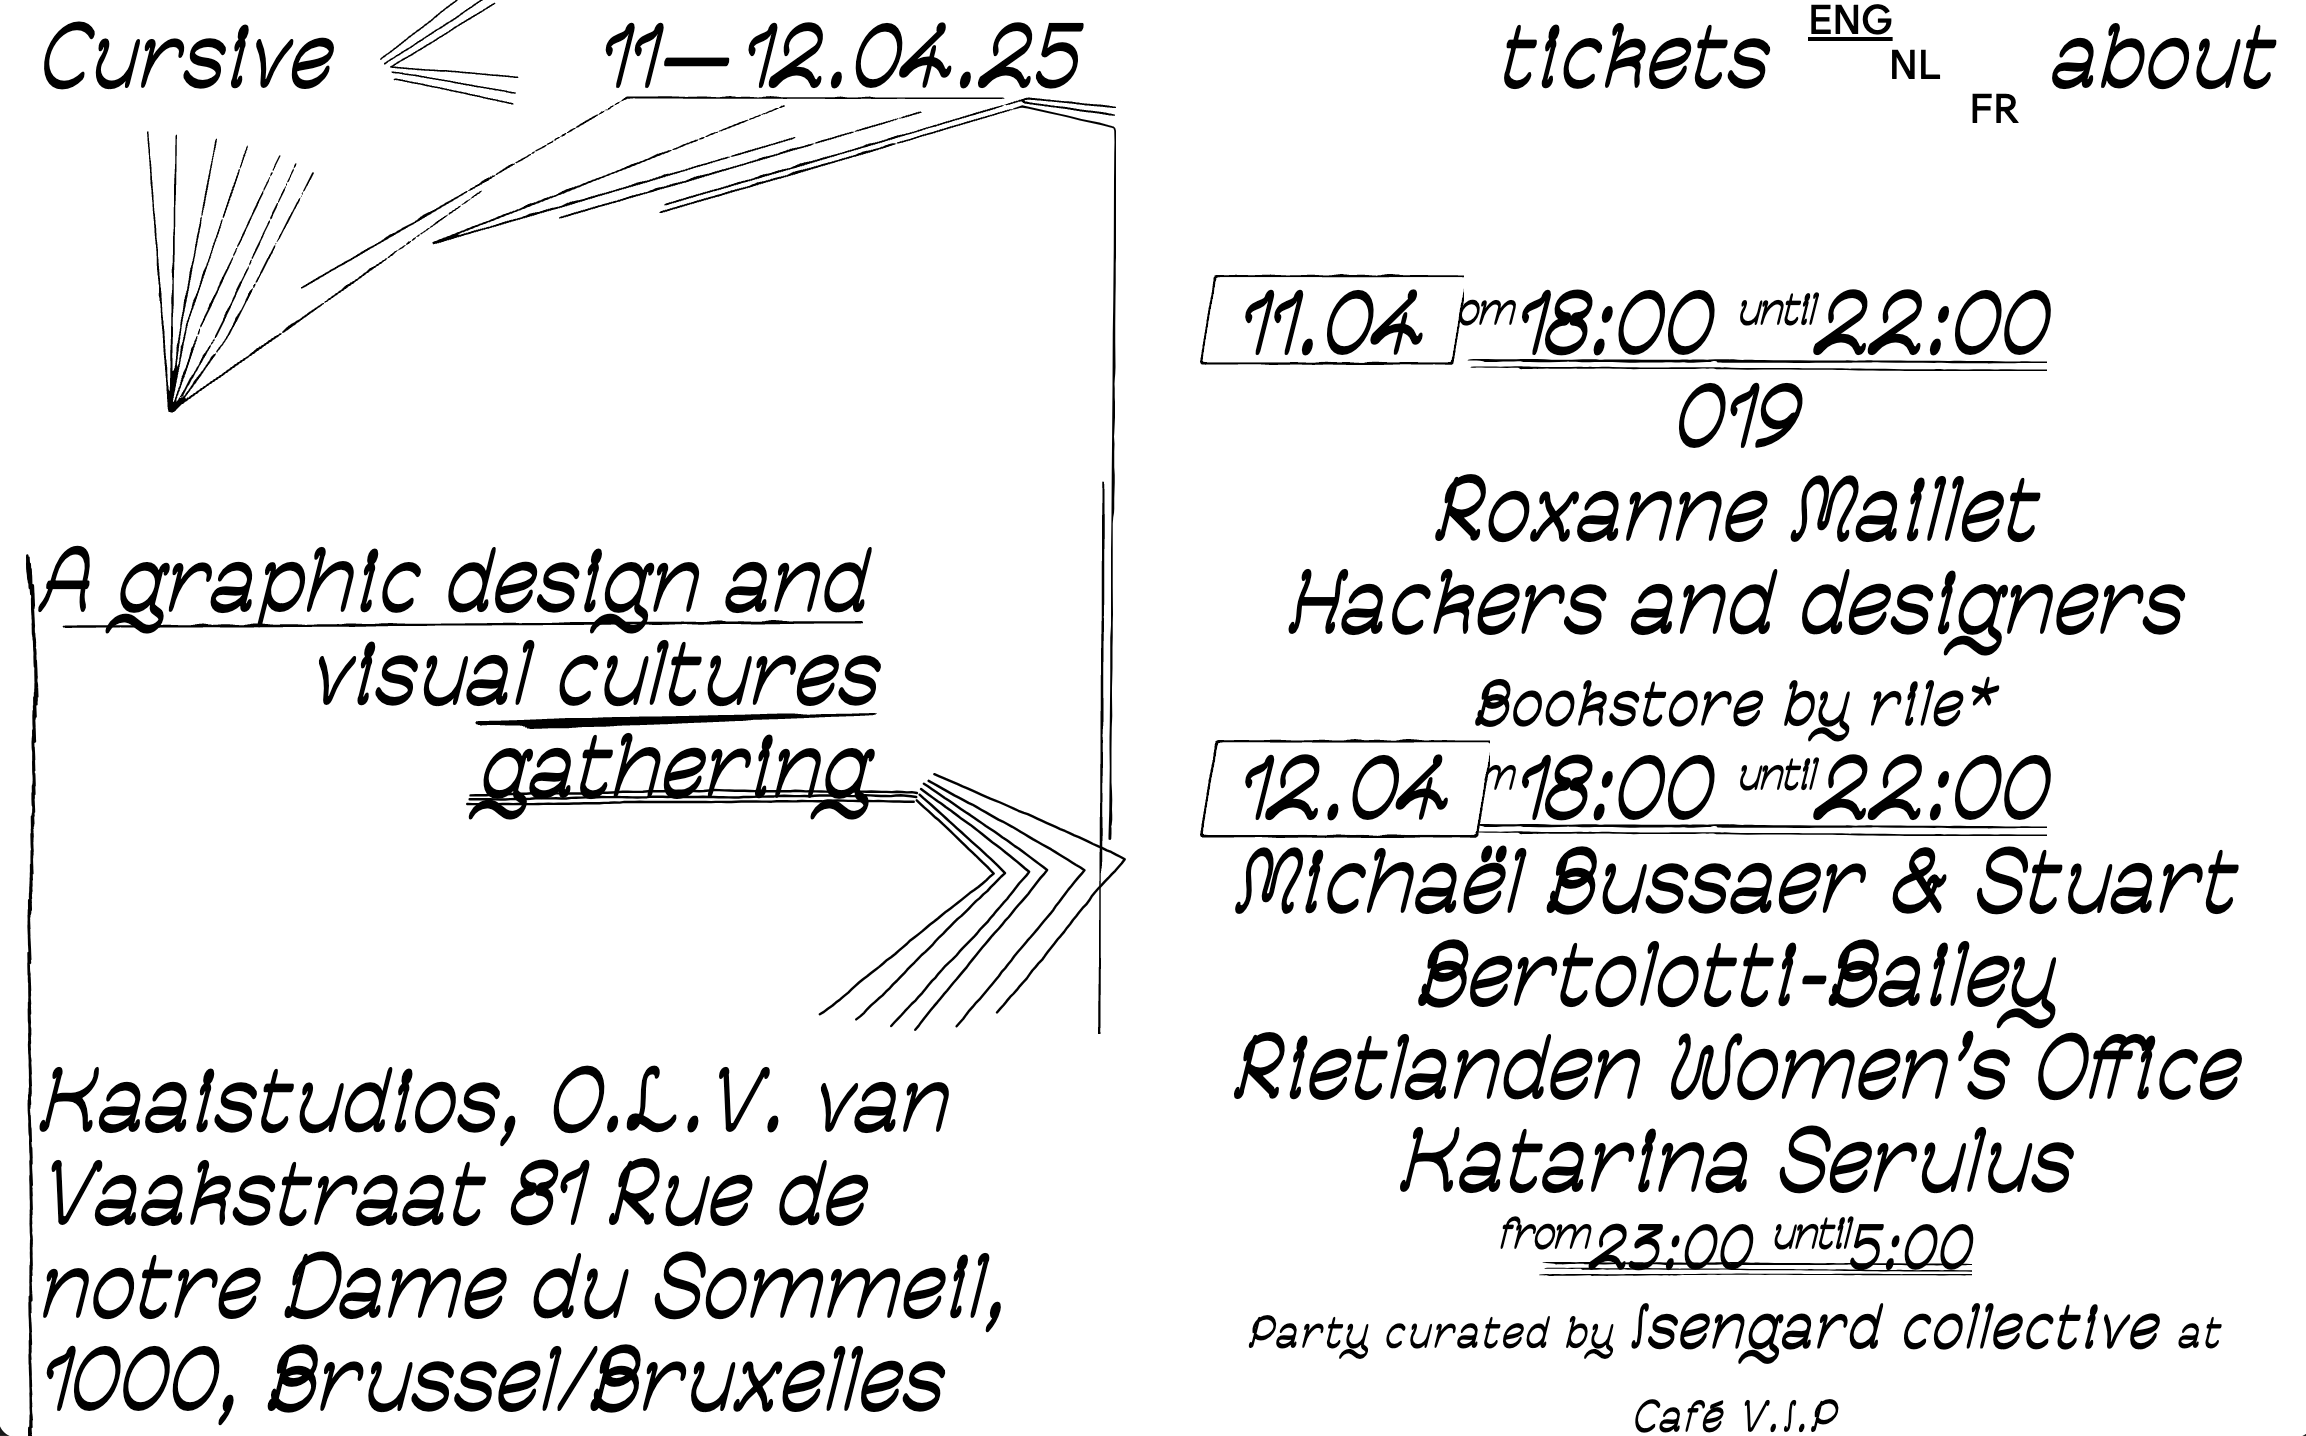 Cursive
11—12.04.25
tickets
ENG
NL
FR
about
A graphic design and
visual cultures
gathering
Kaaistudios, O.L.V. van
Vaakstraat 81 Rue de
notre Dame du Sommeil,
1000, Brussel/Bruxelles
11.04 om 18:00 until 22:00
019
Roxanne Maillet
Hackers and designers
Bookstore by rile*
12.04 m 18:00 until 22:00
Michaël Bussaer & Stuart
Bertolotti-Bailey
Rietlanden Women's Office
Katarina Serulus
from 23:00 until 5:00
Party curated by Isengard collective at
Café V.I.P